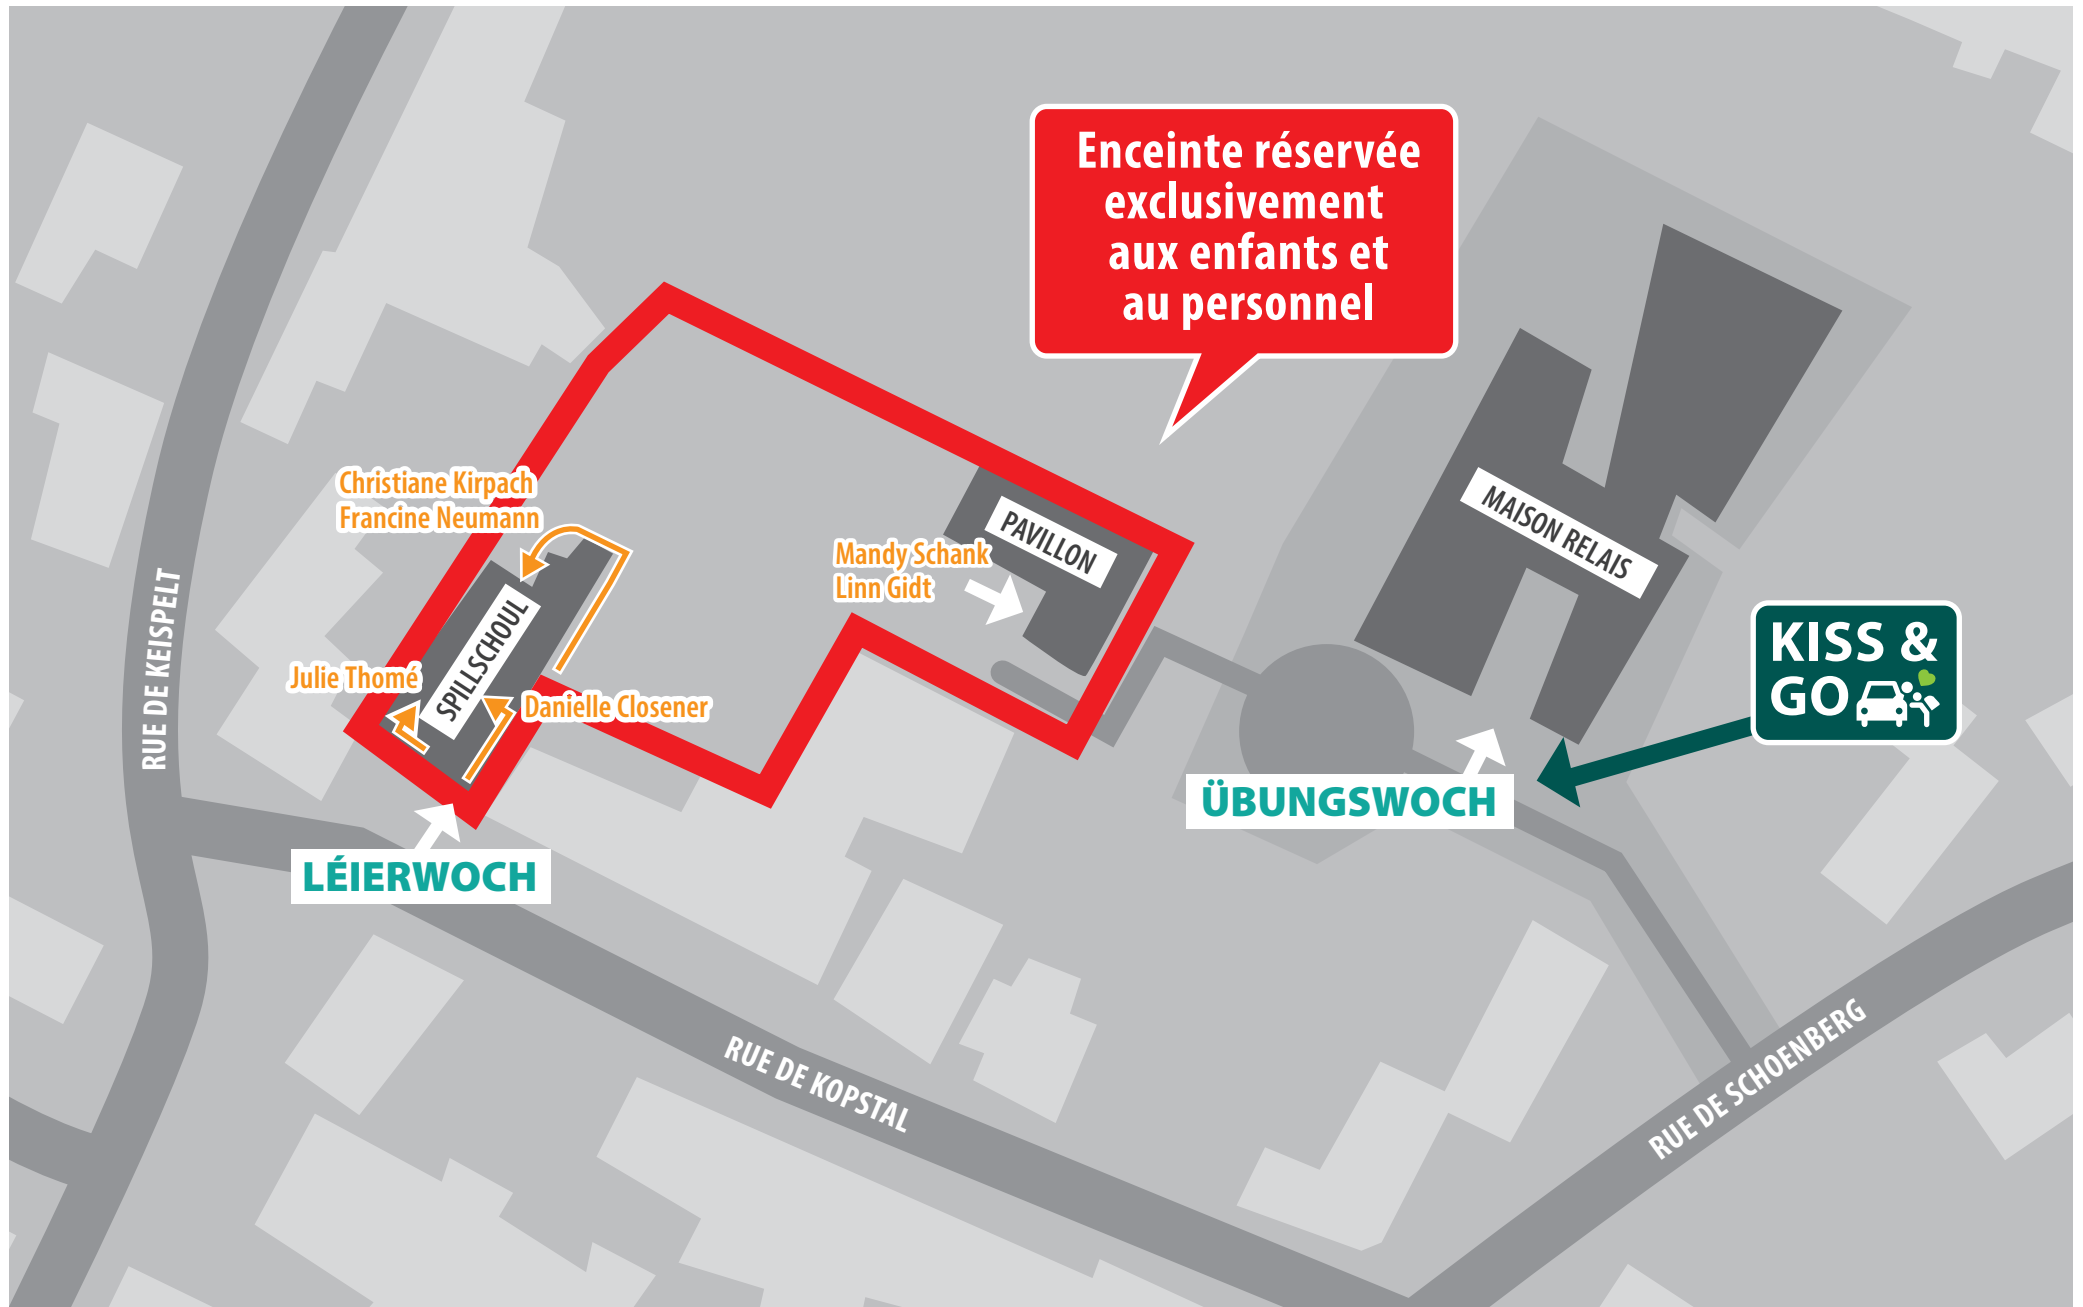 Enceinte réservée
exclusivement
aux enfants et
au personnel
Christiane Kirpach
Francine Neumann
Mandy Schank
Linn Gidt
PAVILLON
MAISON RELAIS
SPILLSCHOUL
Julie Thomé
Danielle Closener
KISS &
GO
ÜBUNGSWOCH
LÉIERWOCH
RUE DE KEISPELT
RUE DE KOPSTAL
RUE DE SCHOENBERG